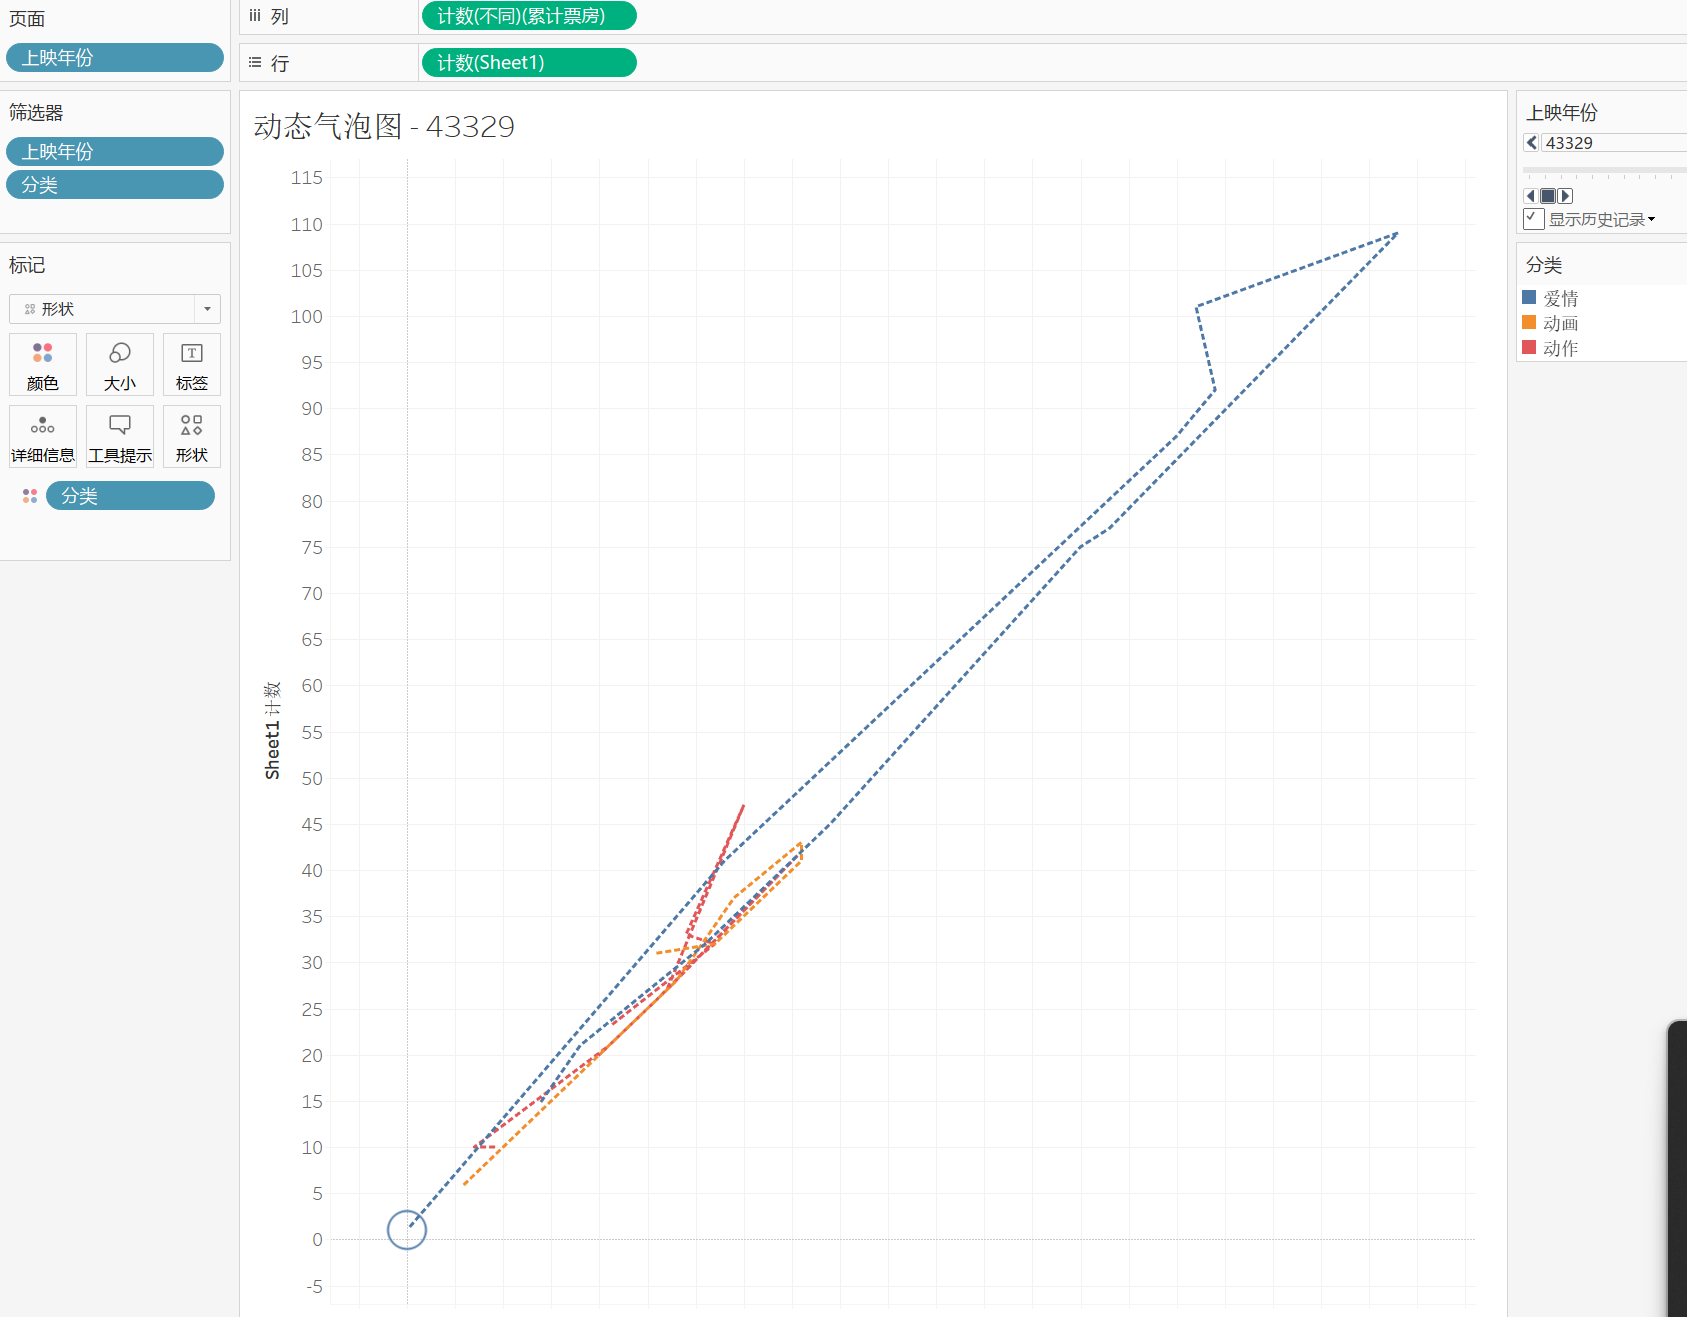 页面
上映年份
筛选器
上映年份
分类
标记
形状
颜色
大小
标签
详细信息
工具提示
形状
分类
列
计数(不同)(累计票房)
行
计数(Sheet1)
动态气泡图 - 43329
115
110
105
100
95
90
85
80
75
70
65
60
55
50
45
40
35
30
25
20
15
10
5
0
-5
Sheet1 计数
上映年份
43329
显示历史记录
分类
爱情
动画
动作